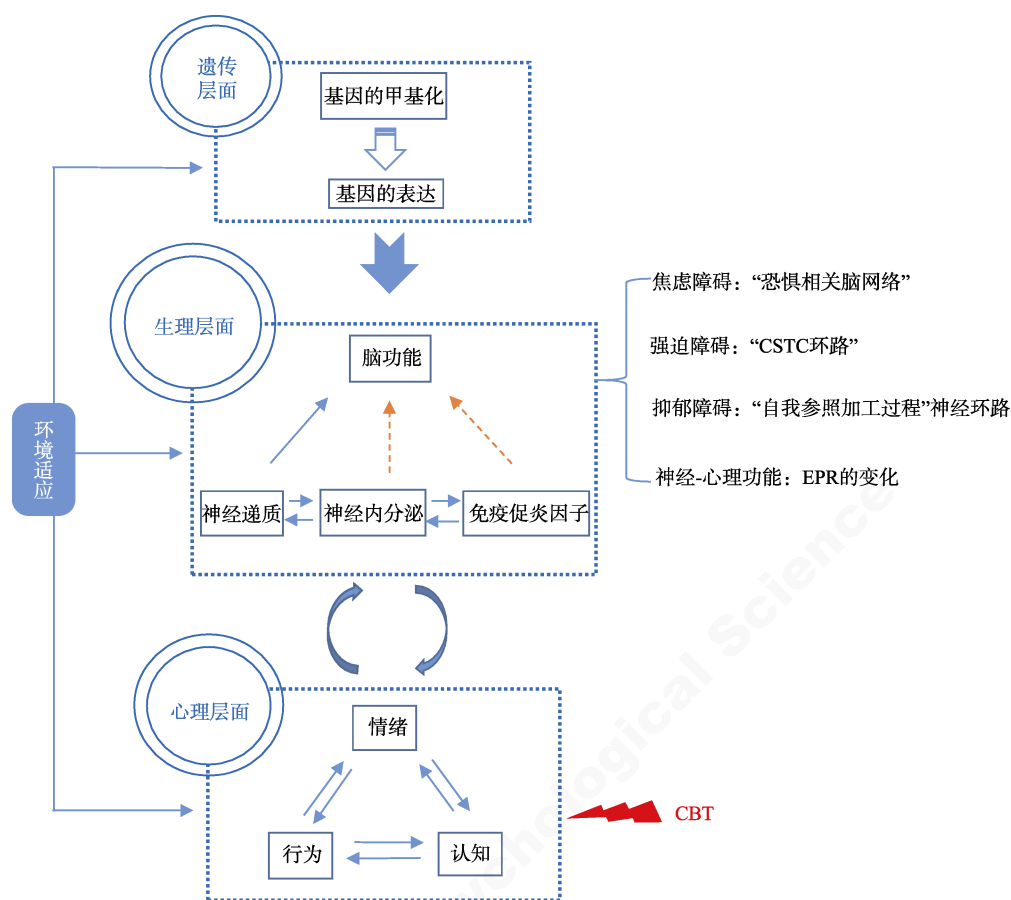 遗传
层面
基因的甲基化
基因的表达
生理层面
脑功能
神经递质
神经内分泌
免疫促炎因子
焦虑障碍：“恐惧相关脑网络”
强迫障碍：“CSTC环路”
抑郁障碍：“自我参照加工过程”神经环路
神经-心理功能：EPR的变化
环
境
适
应
心理层面
情绪
行为
认知
CBT
ychological Science